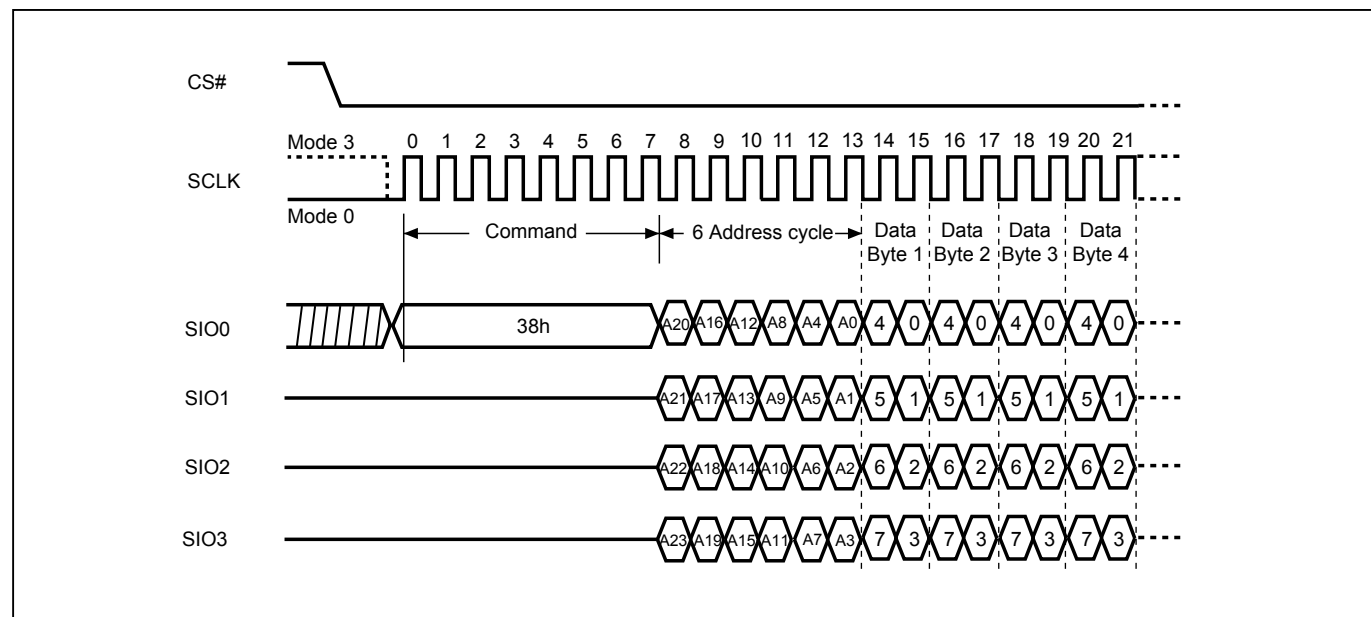 CS#
Mode 3
0 1 2 3 4 5 6 7 8 9 10 11 12 13 14 15 16 17 18 19 20 21
SCLK
Mode 0
Command
6 Address cycle
Data Byte 1
Data Byte 2
Data Byte 3
Data Byte 4
SIO0
38h
A20 A16 A12 A8 A4 A0 4 0 4 0 4 0 4 0
SIO1
A21 A17 A13 A9 A5 A1 5 1 5 1 5 1 5 1
SIO2
A22 A18 A14 A10 A6 A2 6 2 6 2 6 2 6 2
SIO3
A23 A19 A15 A11 A7 A3 7 3 7 3 7 3 7 3